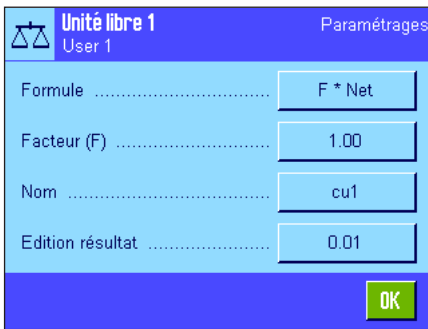 Unité libre 1 Paramétrages
User 1
Formule .............................. F * Net
Facteur (F) .......................... 1.00
Nom .................................. cu1
Edition résultat ..................... 0.01
OK